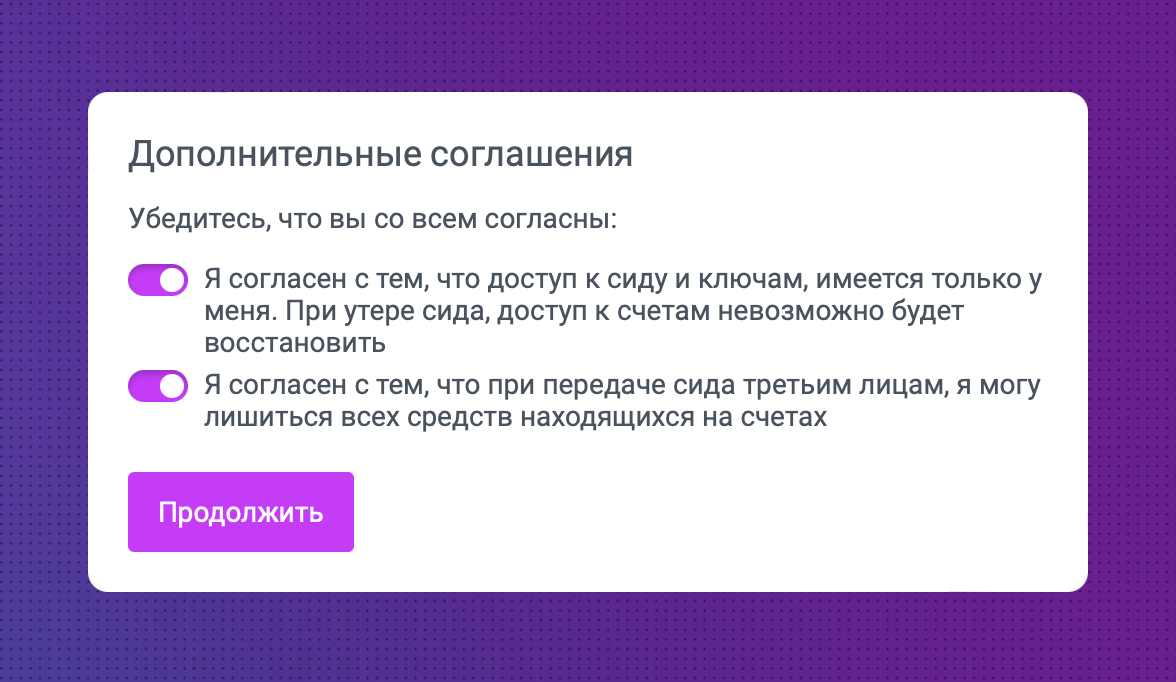 Дополнительные соглашения
Убедитесь, что вы со всем согласны:
Я согласен с тем, что доступ к сиду и ключам, имеется только у
меня. При утере сида, доступ к счетам невозможно будет
восстановить
Я согласен с тем, что при передаче сида третьим лицам, я могу
лишиться всех средств находящихся на счетах
Продолжить